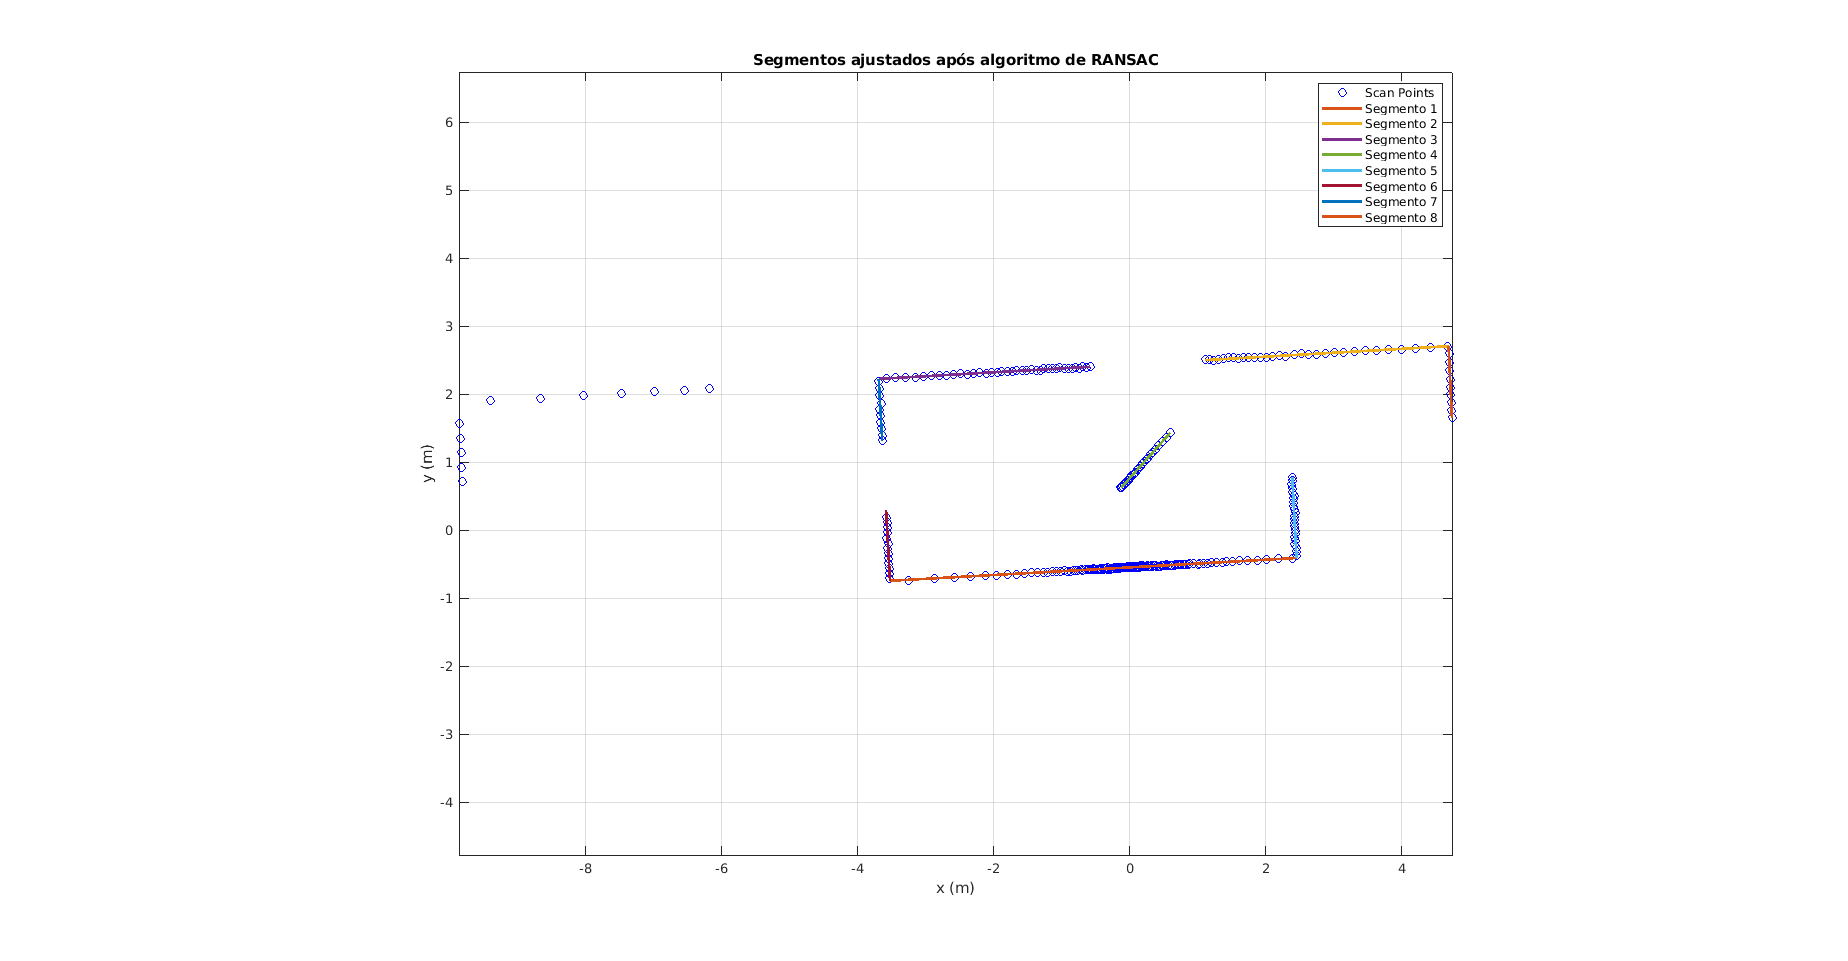 Segmentos ajustados após algoritmo de RANSAC
Scan Points
Segmento 1
Segmento 2
Segmento 3
Segmento 4
Segmento 5
Segmento 6
Segmento 7
Segmento 8
6
5
4
3
2
1
0
-1
-2
-3
-4
y (m)
-8 -6 -4 -2 0 2 4
x (m)